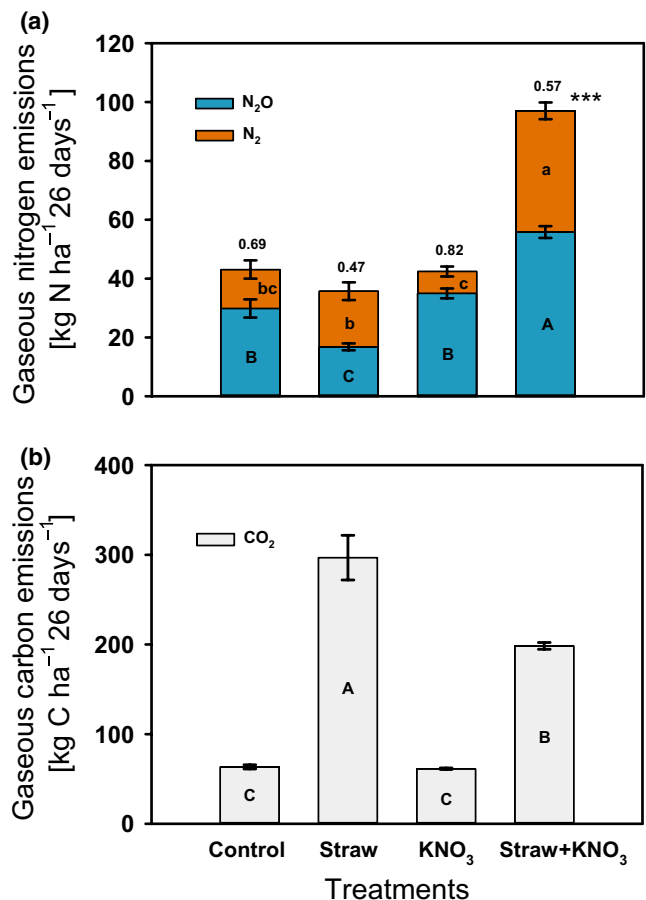 (a)
Gaseous nitrogen emissions
[kg N ha⁻¹ 26 days⁻¹]
120
100
80
60
40
20
0
N₂O
N₂
0.69
0.47
0.82
0.57
***
bc
b
c
a
B
C
B
A
(b)
Gaseous carbon emissions
[kg C ha⁻¹ 26 days⁻¹]
400
300
200
100
0
CO₂
C
A
C
B
Control Straw KNO₃ Straw+KNO₃
Treatments